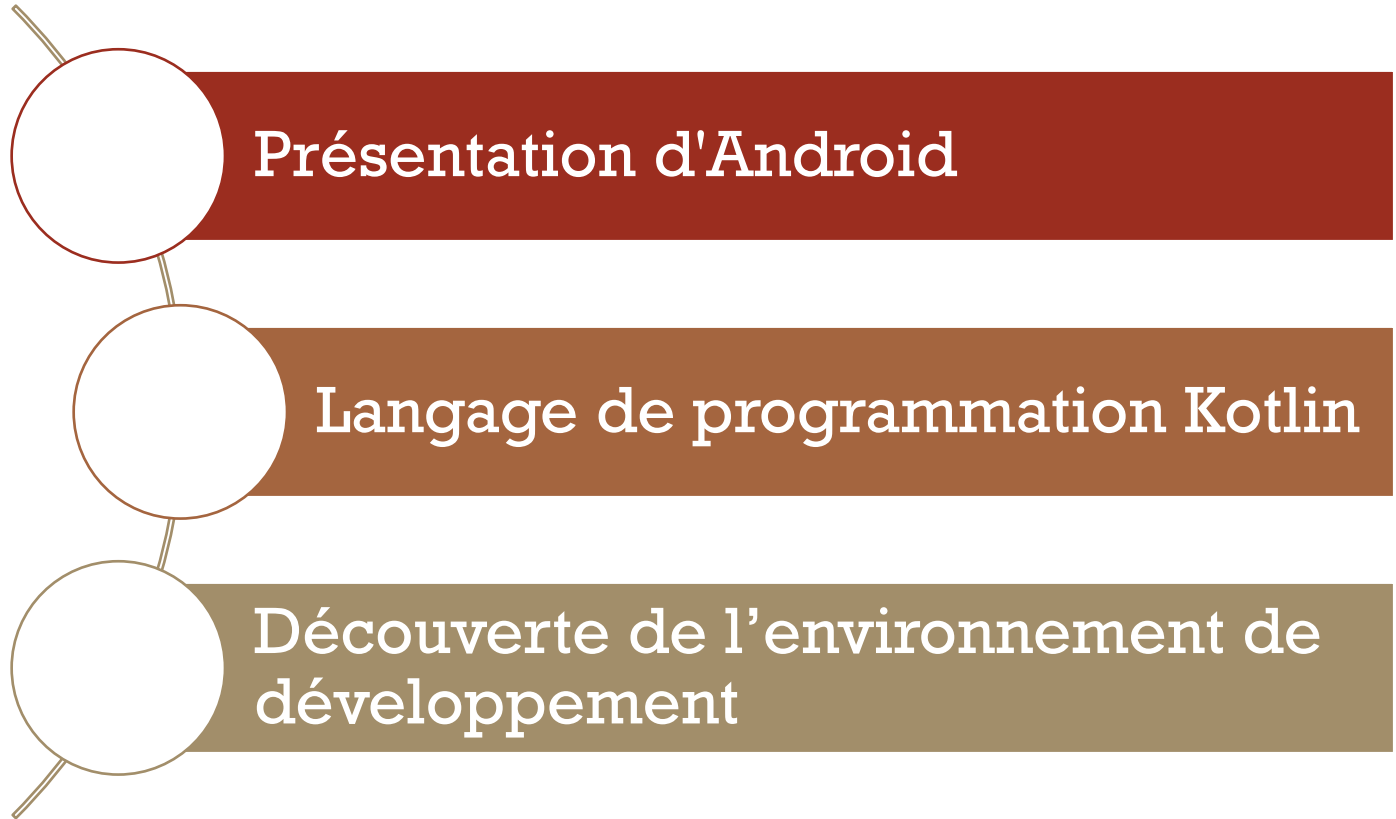 Présentation d'Android
Langage de programmation Kotlin
Découverte de l’environnement de
développement